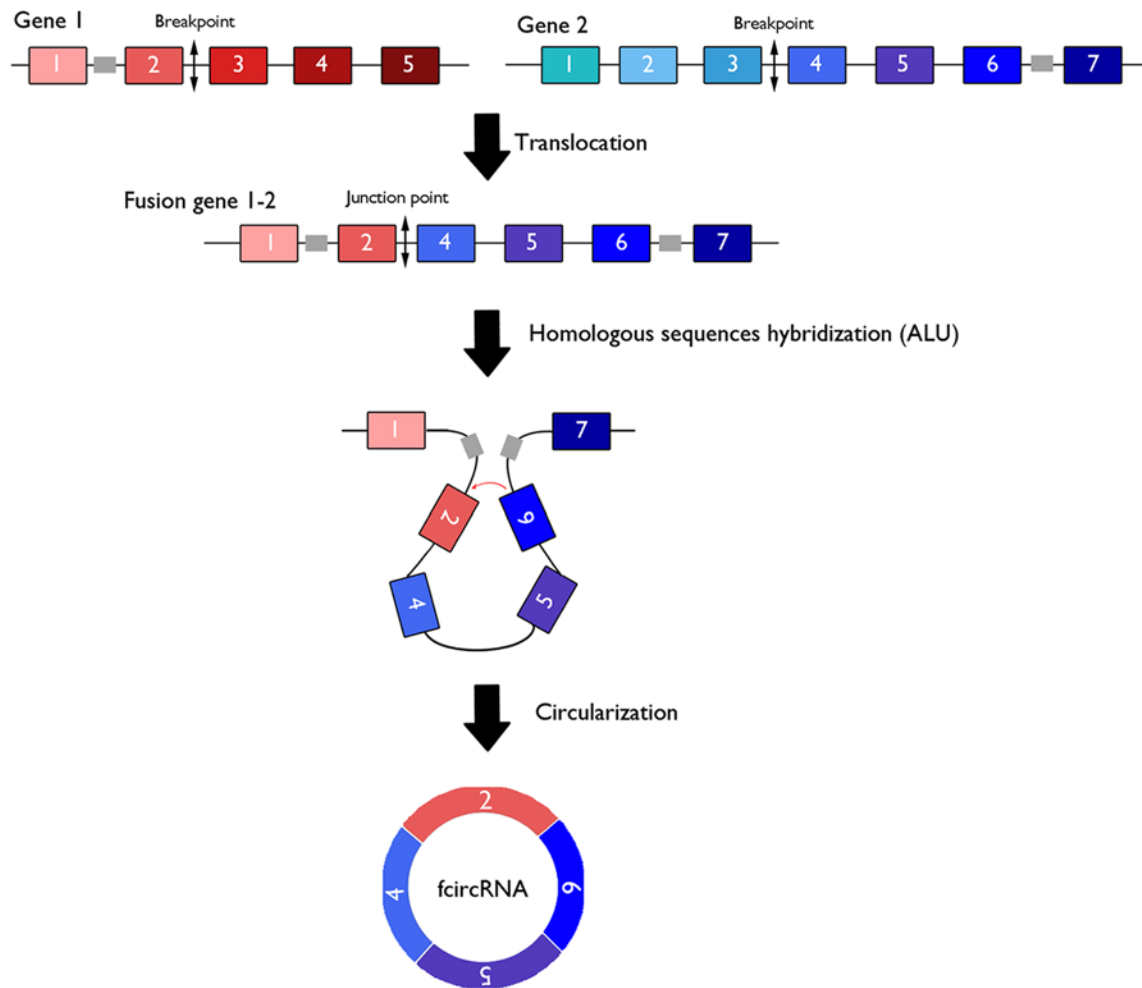 Gene 1
Breakpoint
1 2 3 4 5
Gene 2
Breakpoint
1 2 3 4 5 6 7
Translocation
Fusion gene 1-2
Junction point
1 2 4 5 6 7
Homologous sequences hybridization (ALU)
1 7
2 6
4 5
Circularization
2
4 fcircRNA 6
5